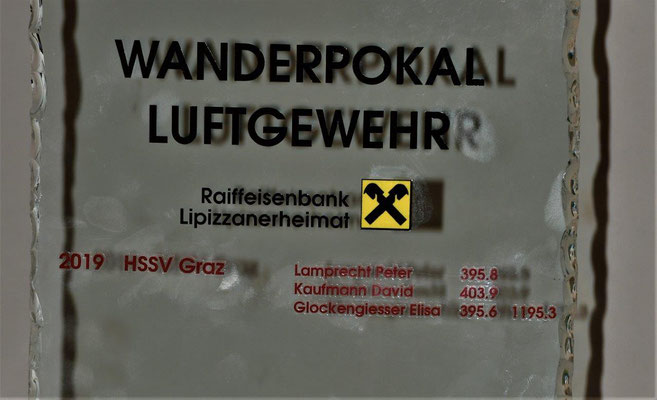 WANDERPOKAL
LUFTGEWEHR
Raiffeisenbank
Lipizzanerheimat
2019 HSSV Graz Lamprecht Peter 395.8
Kaufmann David 403.9
Glockengiesser Elisa 395.6 1195.3